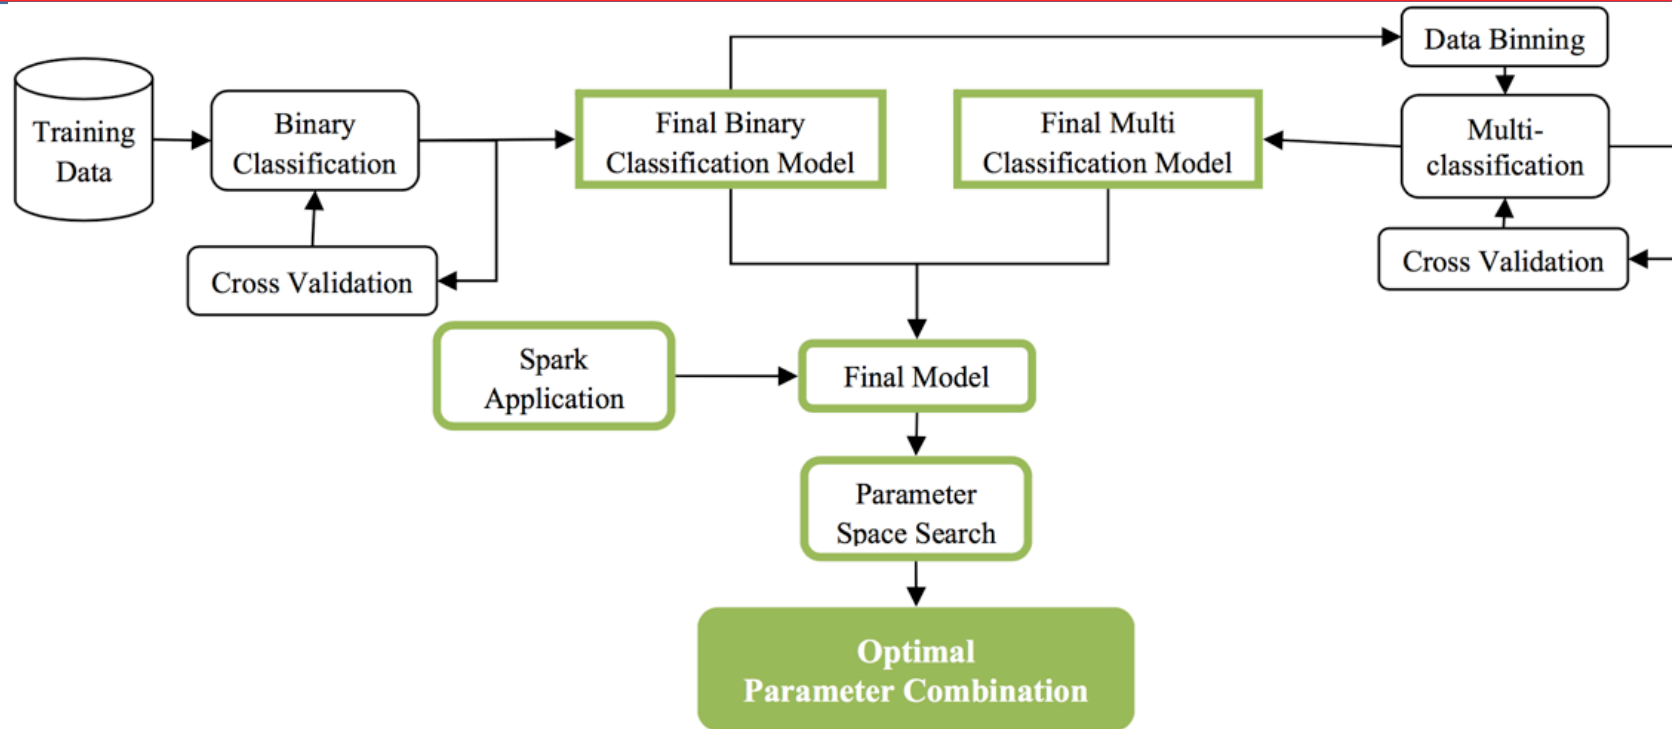 Training
Data
Binary
Classification
Cross Validation
Final Binary
Classification Model
Final Multi
Classification Model
Data Binning
Multi-
classification
Cross Validation
Spark
Application
Final Model
Parameter
Space Search
Optimal
Parameter Combination